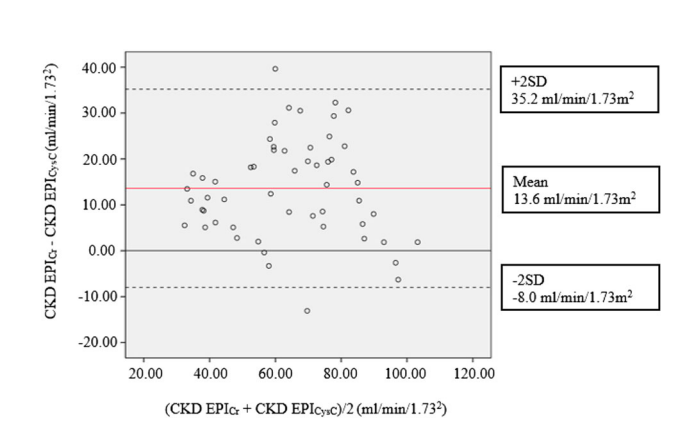 CKD EPICr - CKD EPICysC (ml/min/1.73²)
40.00
30.00
20.00
10.00
0.00
-10.00
-20.00
20.00 40.00 60.00 80.00 100.00 120.00
(CKD EPICr + CKD EPICysC)/2 (ml/min/1.73²)
+2SD
35.2 ml/min/1.73m²
Mean
13.6 ml/min/1.73m²
-2SD
-8.0 ml/min/1.73m²